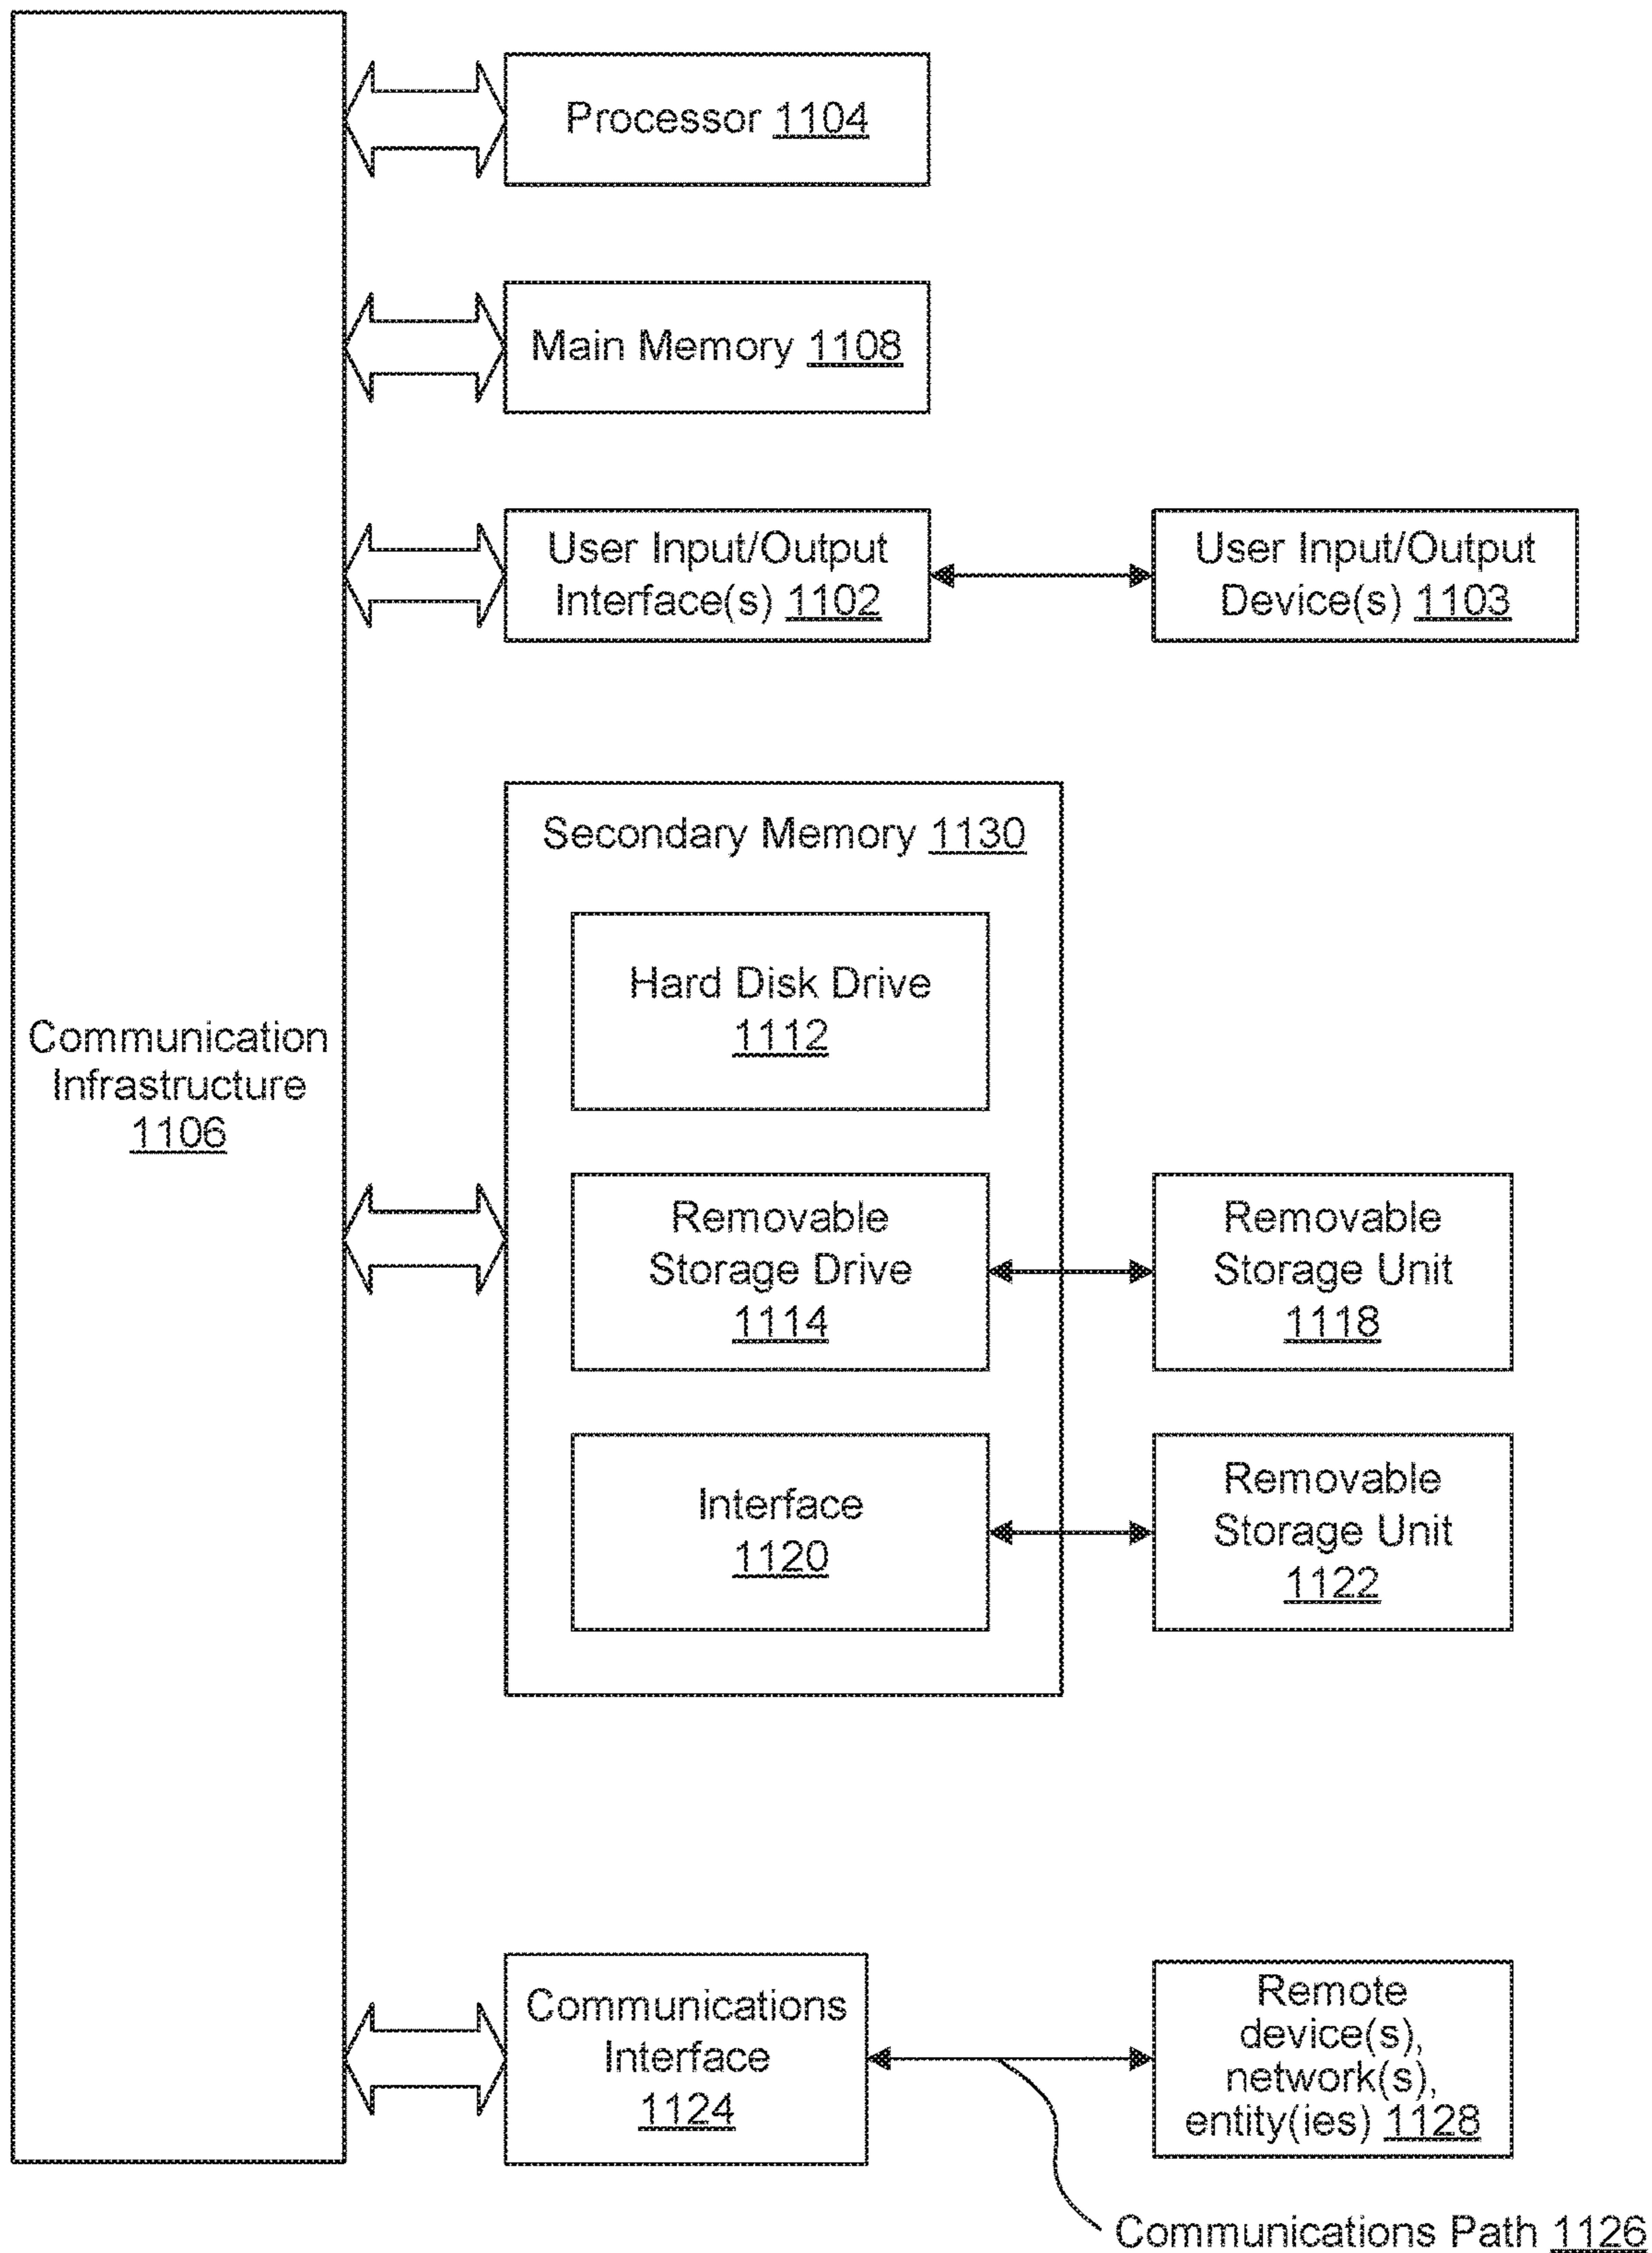 Processor 1104
Main Memory 1108
User Input/Output
Interface(s) 1102
User Input/Output
Device(s) 1103
Secondary Memory 1130
Hard Disk Drive
1112
Communication
Infrastructure
1106
Removable
Storage Drive
1114
Removable
Storage Unit
1118
Interface
1120
Removable
Storage Unit
1122
Communications
Interface
1124
Remote
device(s),
network(s),
entity(ies) 1128
Communications Path 1126